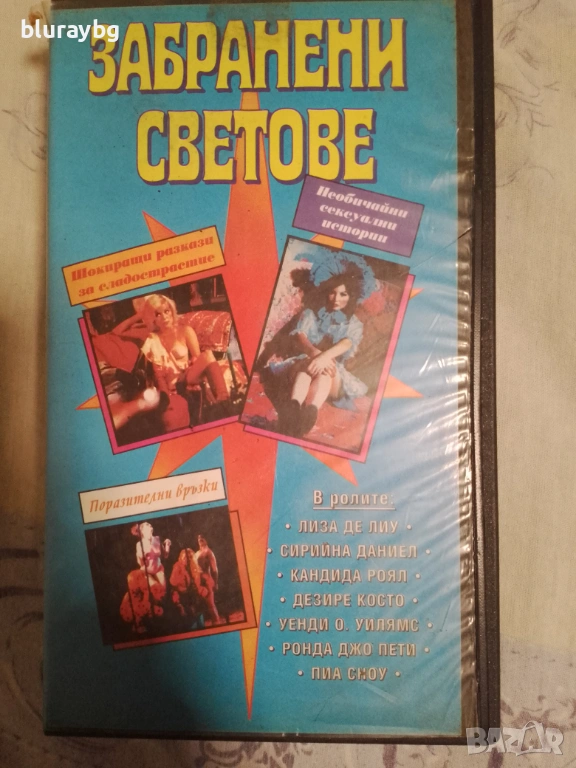 bluraybg
ЗАБРАНЕНИ
СВЕТОВЕ
Необичайни
сексуални
истории
Шокиращи разкази
за сладострастие
Поразителни връзки
В ролите:
• ЛИЗА ДЕ ЛИУ •
• СИРИЙНА ДАНИЕЛ •
• КАНДИДА РОЯЛ •
• ДЕЗИРЕ КОСТО •
• УЕНДИ О. УИЛЯМС •
• РОНДА ДЖО ПЕТИ •
• ПИА СНОУ •
BAZAR